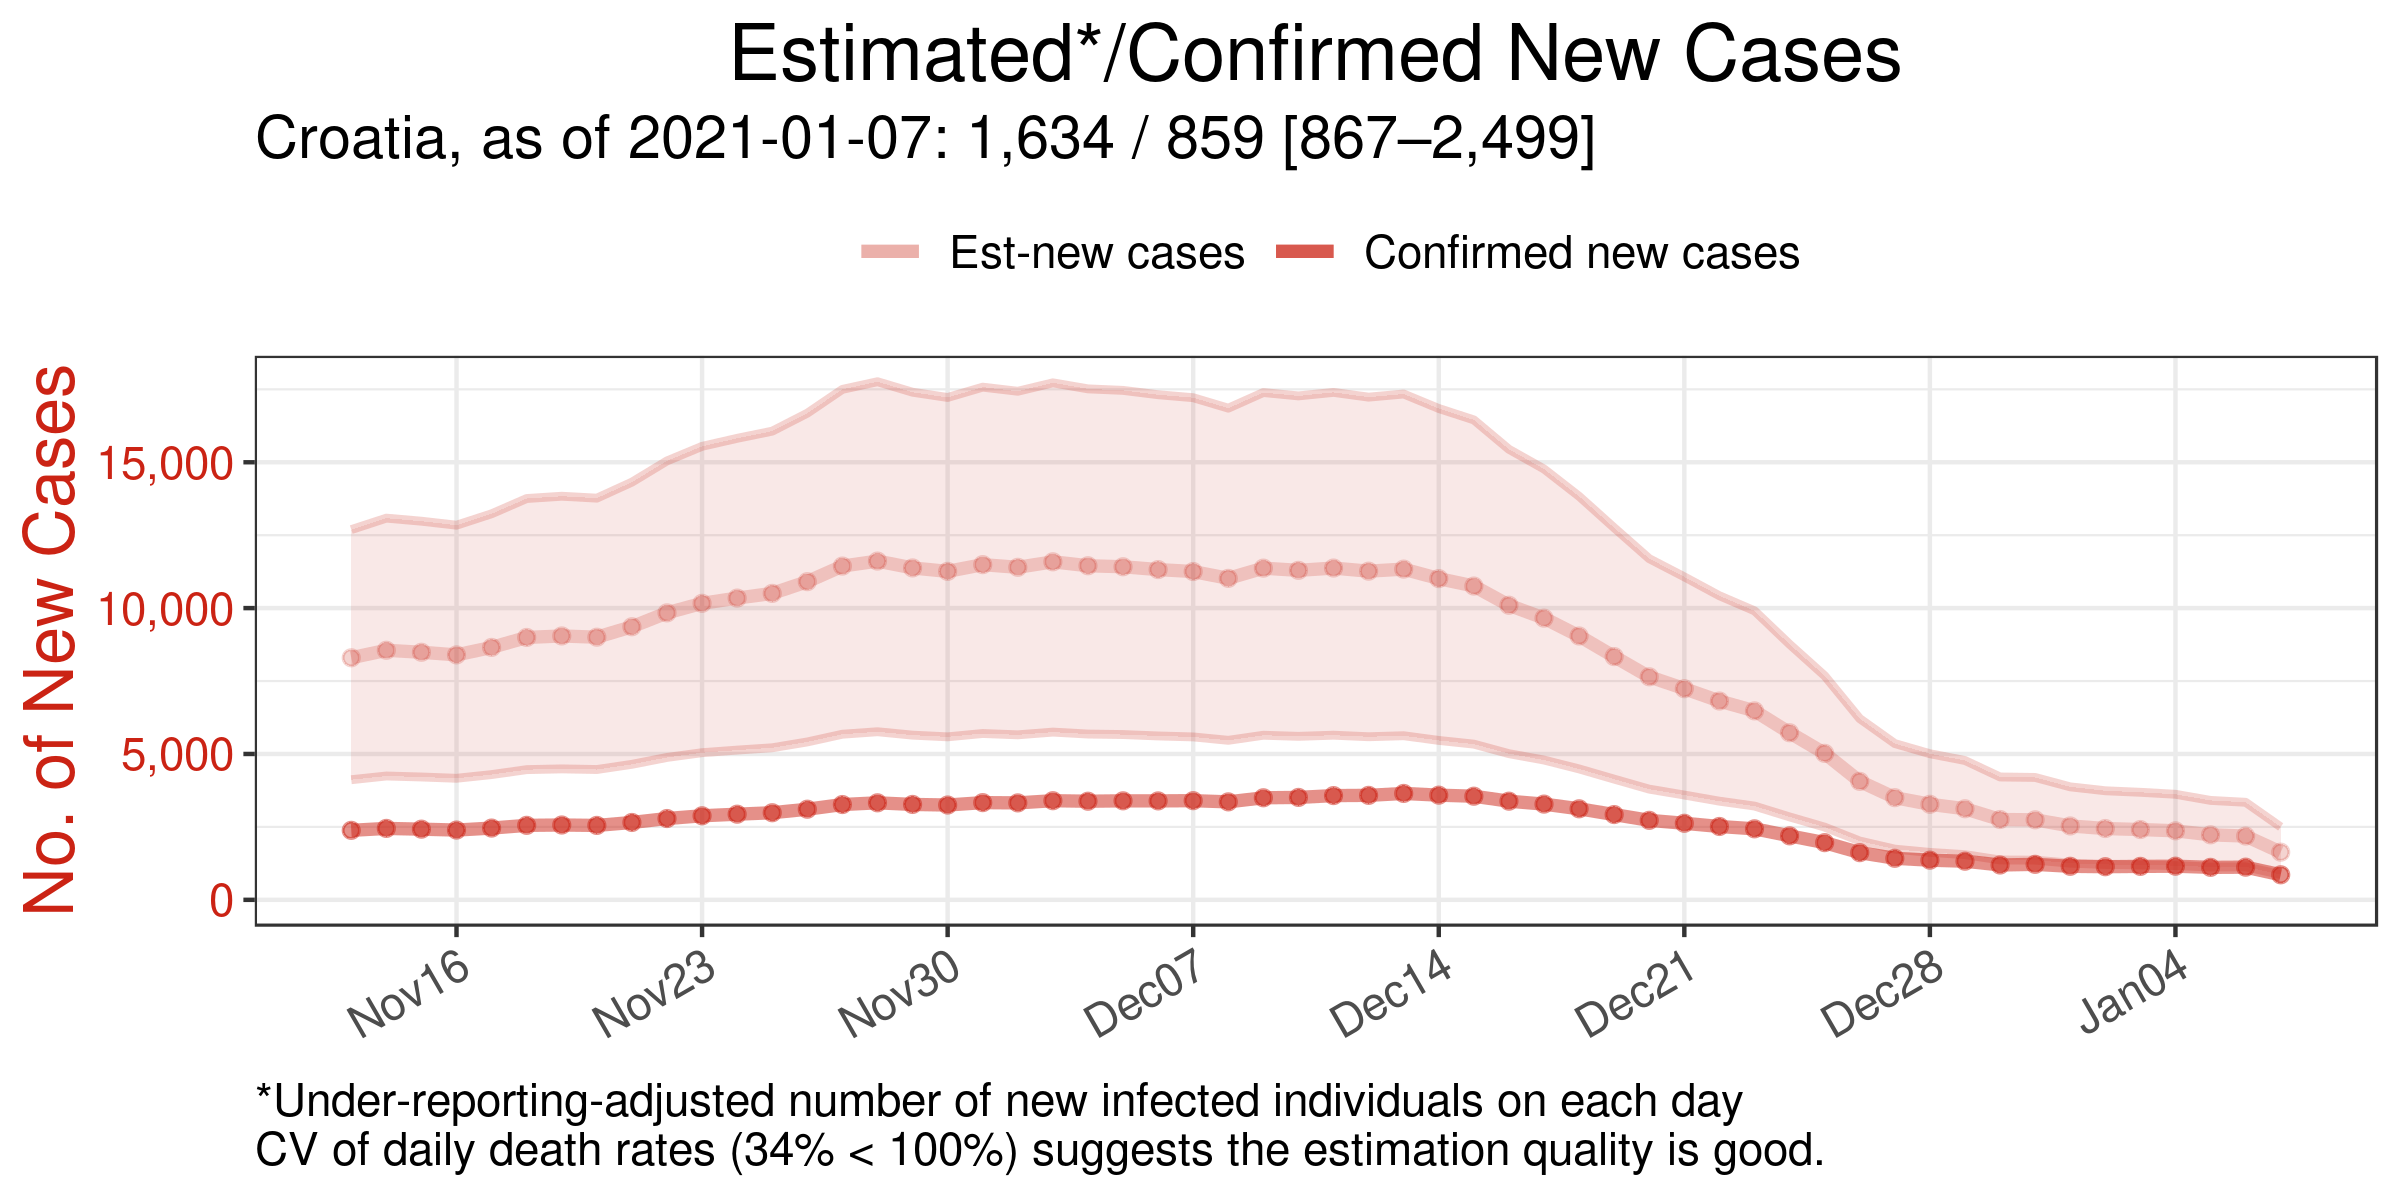 Estimated*/Confirmed New Cases
Croatia, as of 2021-01-07: 1,634 / 859 [867–2,499]
Est-new cases Confirmed new cases
No. of New Cases
15,000
10,000
5,000
0
Nov16 Nov23 Nov30 Dec07 Dec14 Dec21 Dec28 Jan04
*Under-reporting-adjusted number of new infected individuals on each day
CV of daily death rates (34% < 100%) suggests the estimation quality is good.